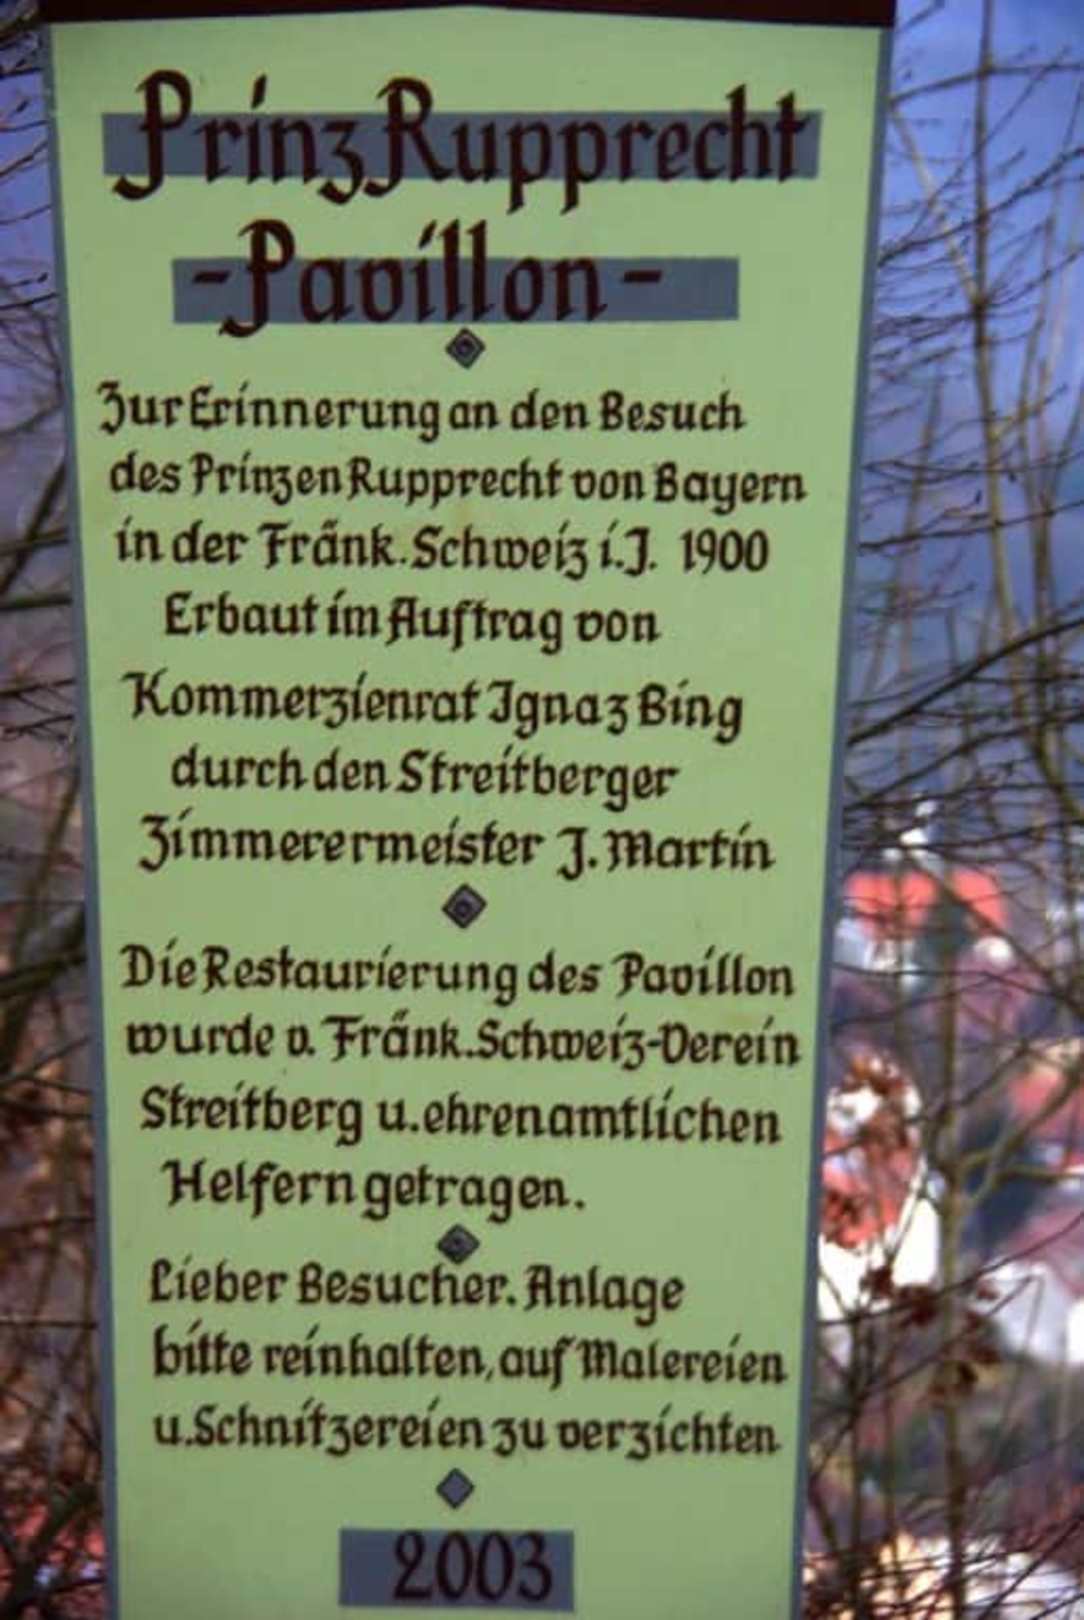 Prinz Rupprecht
-Pavillon-
Zur Erinnerung an den Besuch
des Prinzen Rupprecht von Bayern
in der Fränk. Schweiz i.J. 1900
Erbaut im Auftrag von
Kommerzienrat Ignaz Bing
durch den Streitberger
Zimmerermeister J. Martin
Die Restaurierung des Pavillon
wurde v. Fränk. Schweiz-Verein
Streitberg u. ehrenamtlichen
Helfern getragen.
Lieber Besucher. Anlage
bitte reinhalten, auf Malereien
u. Schnitzereien zu verzichten
2003